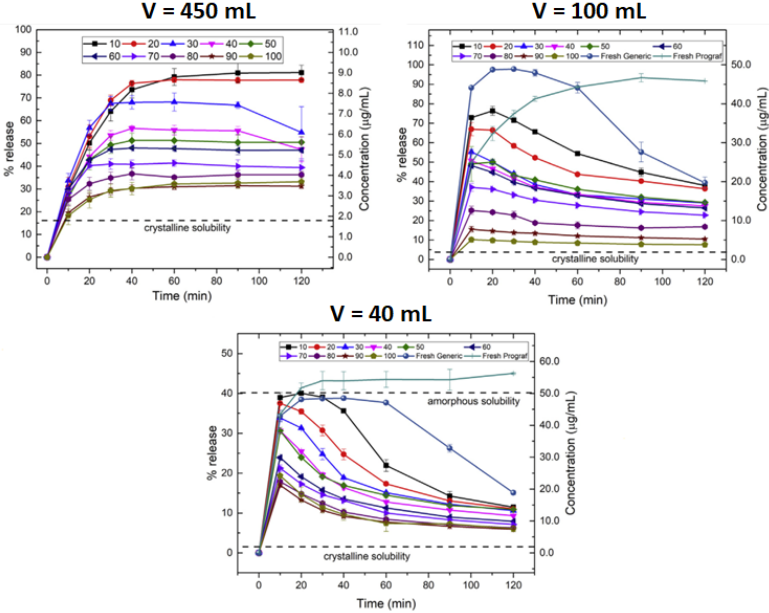 V = 450 mL
V = 100 mL
100
90
80
70
60
50
40
30
20
10
0
% release
10 20 30 40 50
60 70 80 90 100
crystalline solubility
11.0
10.0
9.0
8.0
7.0
6.0
5.0
4.0
3.0
2.0
1.0
0.0
Concentration (µg/mL)
0 20 40 60 80 100 120
Time (min)
110
100
90
80
70
60
50
40
30
20
10
0
% release
10 20 30 40 50 60
70 80 90 100 Fresh Generic Fresh Prograf
crystalline solubility
50.0
40.0
30.0
20.0
10.0
0.0
Concentration (µg/mL)
0 20 40 60 80 100 120
Time (min)
V = 40 mL
50
40
30
20
10
0
% release
10 20 30 40 50 60
70 80 90 100 Fresh Generic Fresh Prograf
amorphous solubility
crystalline solubility
60.0
50.0
40.0
30.0
20.0
10.0
0.0
Concentration (µg/mL)
0 20 40 60 80 100 120
Time (min)